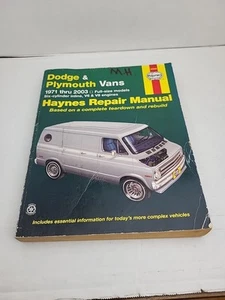 MH
Dodge & Plymouth Vans
1971 thru 2003 Full-size models
Six-cylinder inline, V6 & V8 engines
Haynes Repair Manual
Based on a complete teardown and rebuild
Includes essential information for today's more complex vehicles